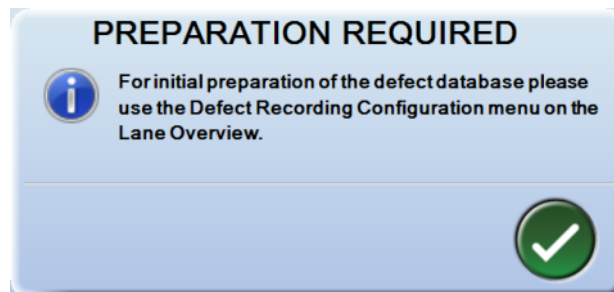 PREPARATION REQUIRED
For initial preparation of the defect database please
use the Defect Recording Configuration menu on the
Lane Overview.